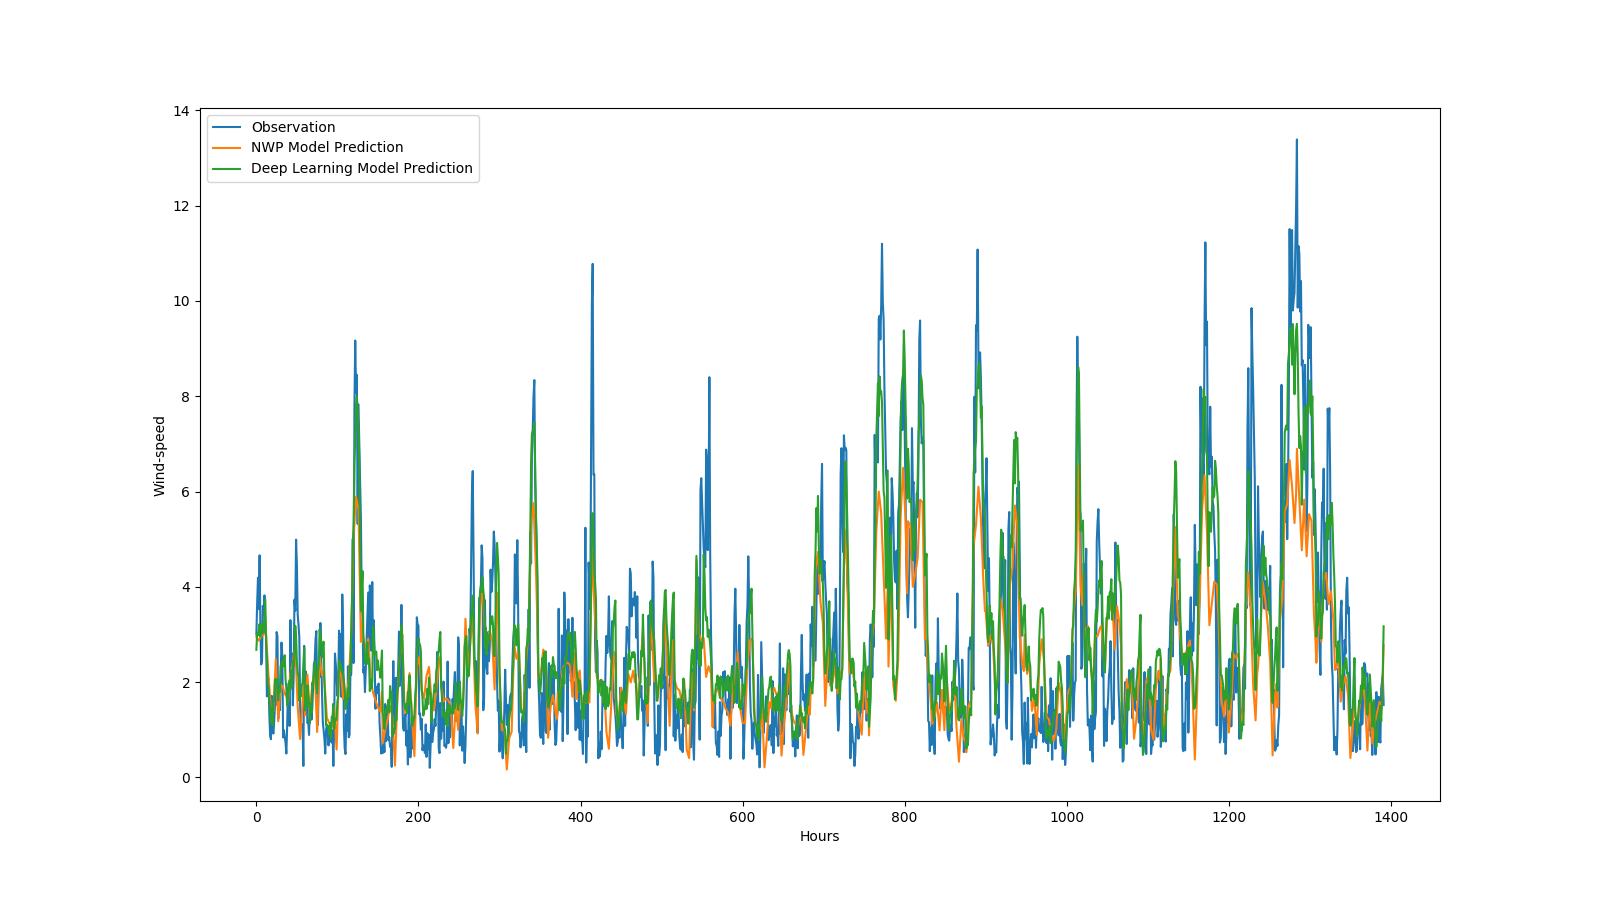 Observation
NWP Model Prediction
Deep Learning Model Prediction
14
12
10
8
6
4
2
0
Wind-speed
0 200 400 600 800 1000 1200 1400
Hours